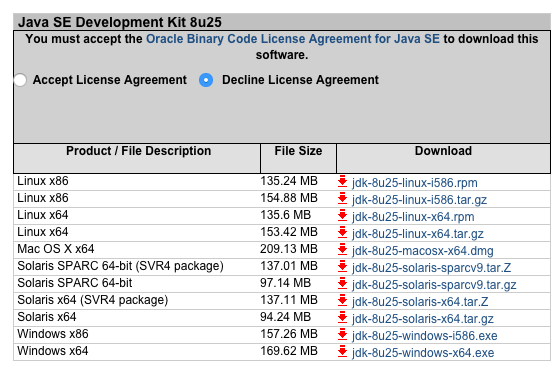 Java SE Development Kit 8u25
You must accept the Oracle Binary Code License Agreement for Java SE to download this
software.
Accept License Agreement Decline License Agreement
Product / File Description File Size Download
Linux x86 135.24 MB jdk-8u25-linux-i586.rpm
Linux x86 154.88 MB jdk-8u25-linux-i586.tar.gz
Linux x64 135.6 MB jdk-8u25-linux-x64.rpm
Linux x64 153.42 MB jdk-8u25-linux-x64.tar.gz
Mac OS X x64 209.13 MB jdk-8u25-macosx-x64.dmg
Solaris SPARC 64-bit (SVR4 package) 137.01 MB jdk-8u25-solaris-sparcv9.tar.Z
Solaris SPARC 64-bit 97.14 MB jdk-8u25-solaris-sparcv9.tar.gz
Solaris x64 (SVR4 package) 137.11 MB jdk-8u25-solaris-x64.tar.Z
Solaris x64 94.24 MB jdk-8u25-solaris-x64.tar.gz
Windows x86 157.26 MB jdk-8u25-windows-i586.exe
Windows x64 169.62 MB jdk-8u25-windows-x64.exe